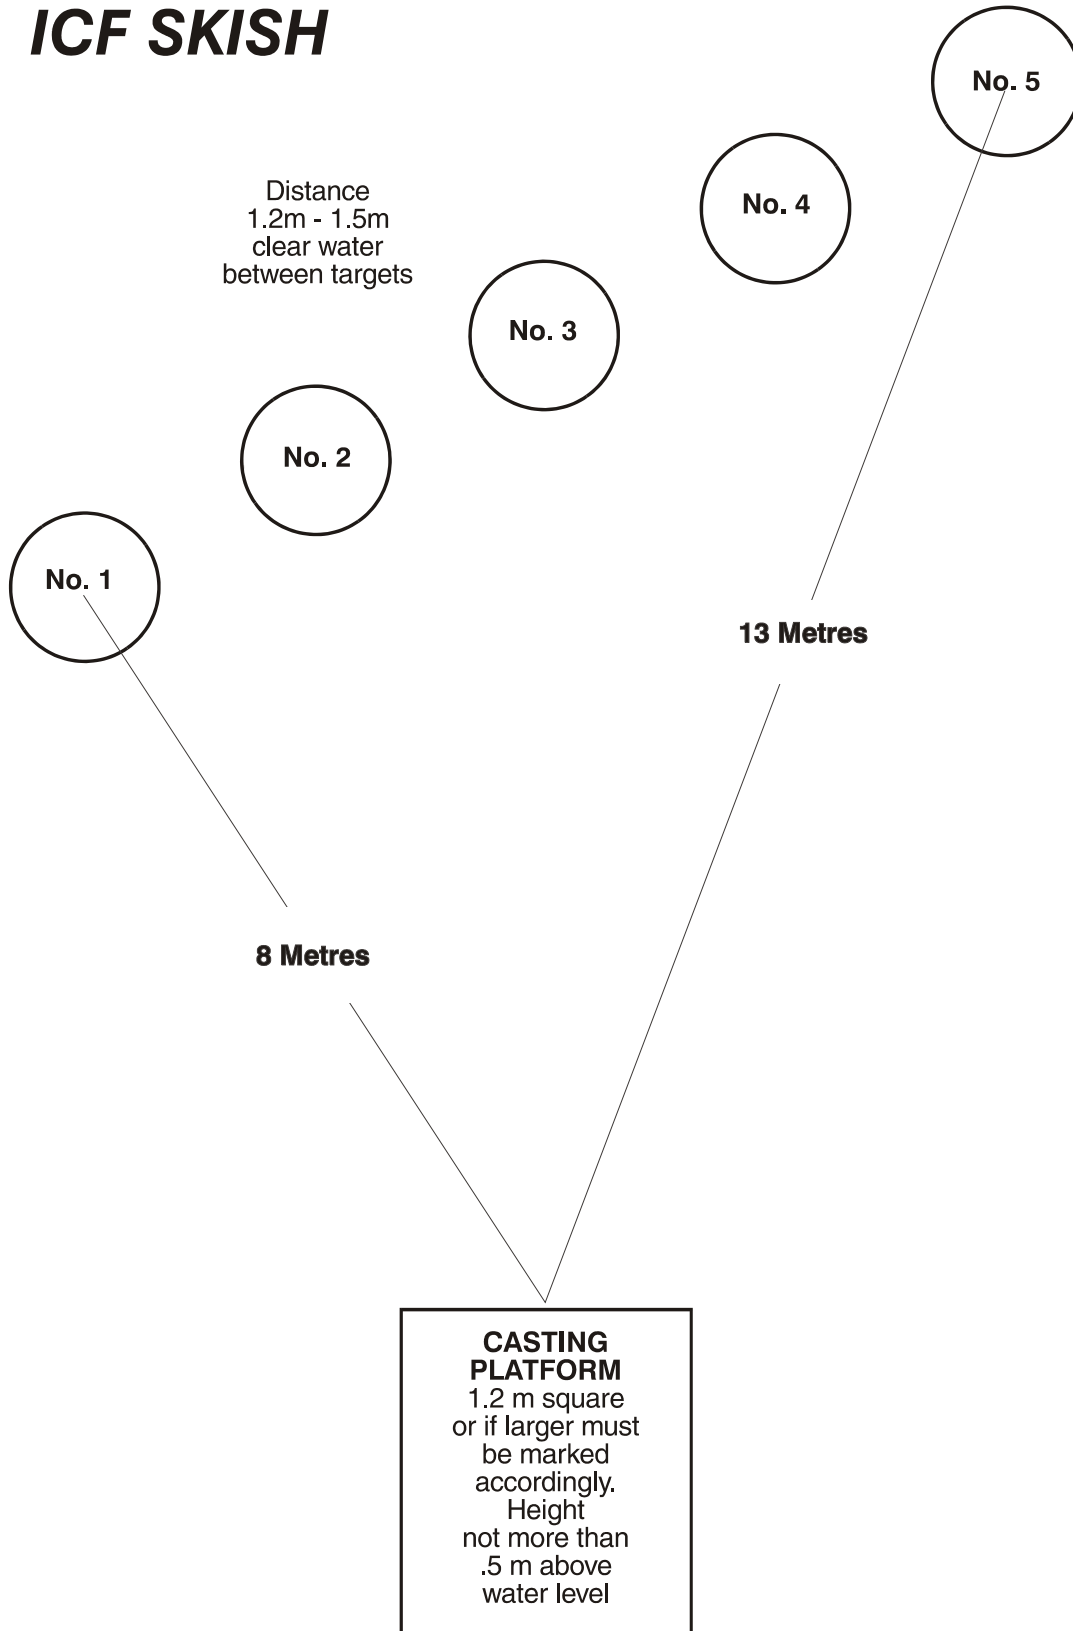 ICF SKISH
No. 5
No. 4
Distance
1.2m - 1.5m
clear water
between targets
No. 3
No. 2
No. 1
13 Metres
8 Metres
CASTING
PLATFORM
1.2 m square
or if larger must
be marked
accordingly.
Height
not more than
.5 m above
water level